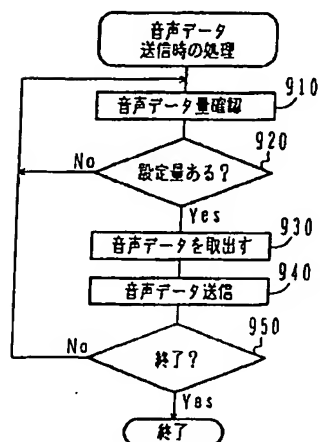 音声データ
送信時の処理
910
音声データ量確認
920
設定量ある?
No
Yes
930
音声データを取出す
940
音声データ送信
950
終了?
No
Yes
終了